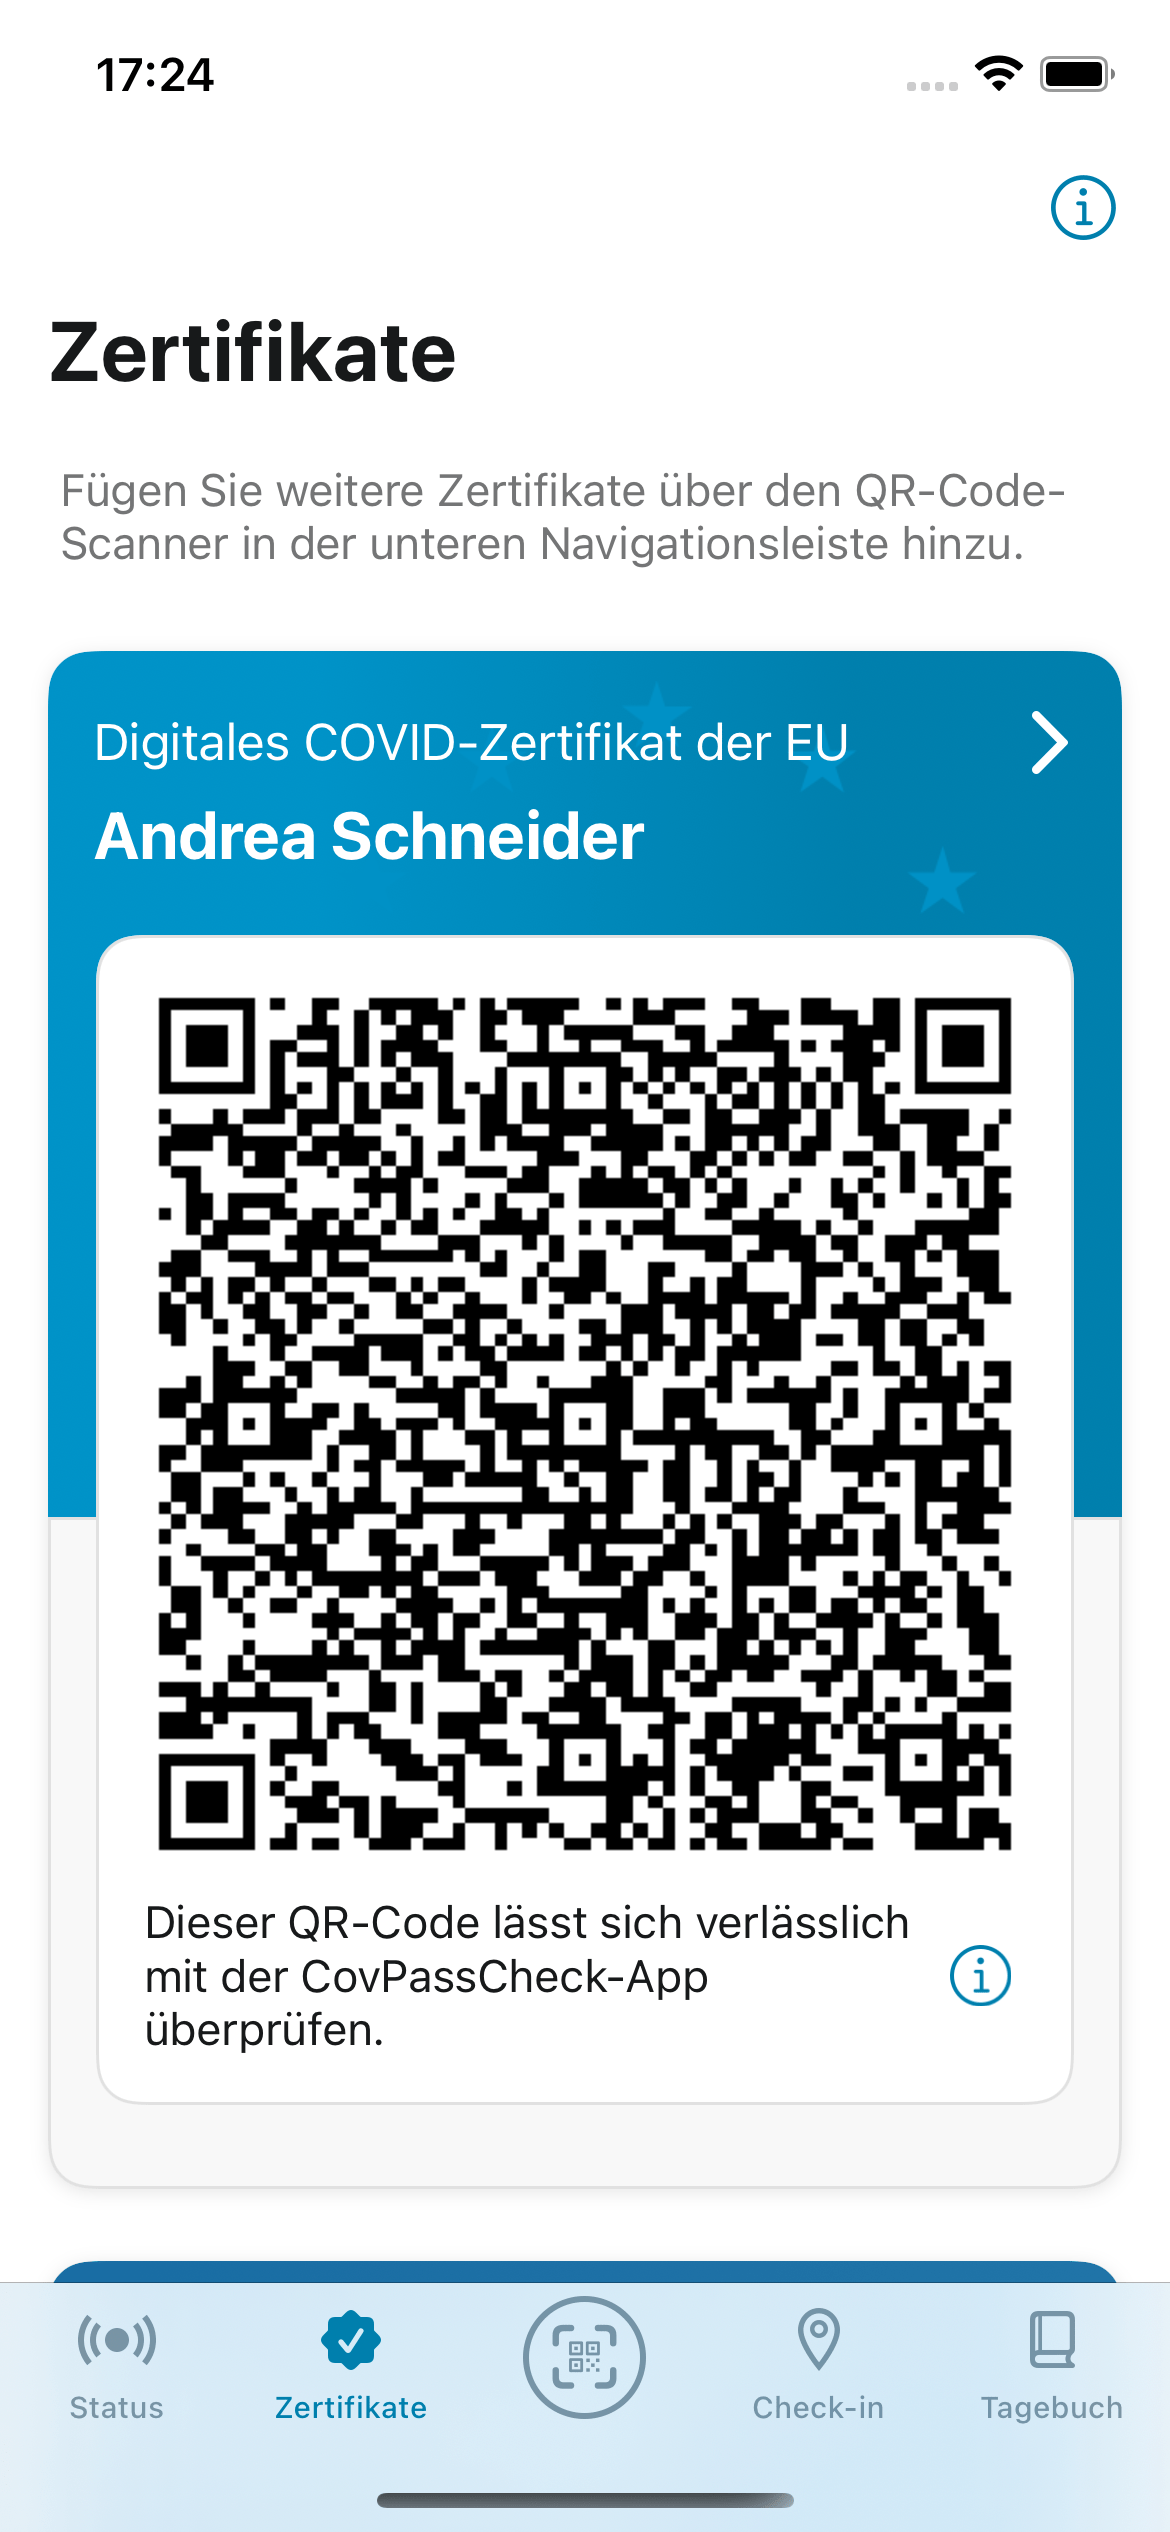 17:24
Zertifikate
Fügen Sie weitere Zertifikate über den QR-Code-
Scanner in der unteren Navigationsleiste hinzu.
Digitales COVID-Zertifikat der EU
Andrea Schneider
Dieser QR-Code lässt sich verlässlich
mit der CovPassCheck-App
überprüfen.
Status
Zertifikate
Check-in
Tagebuch